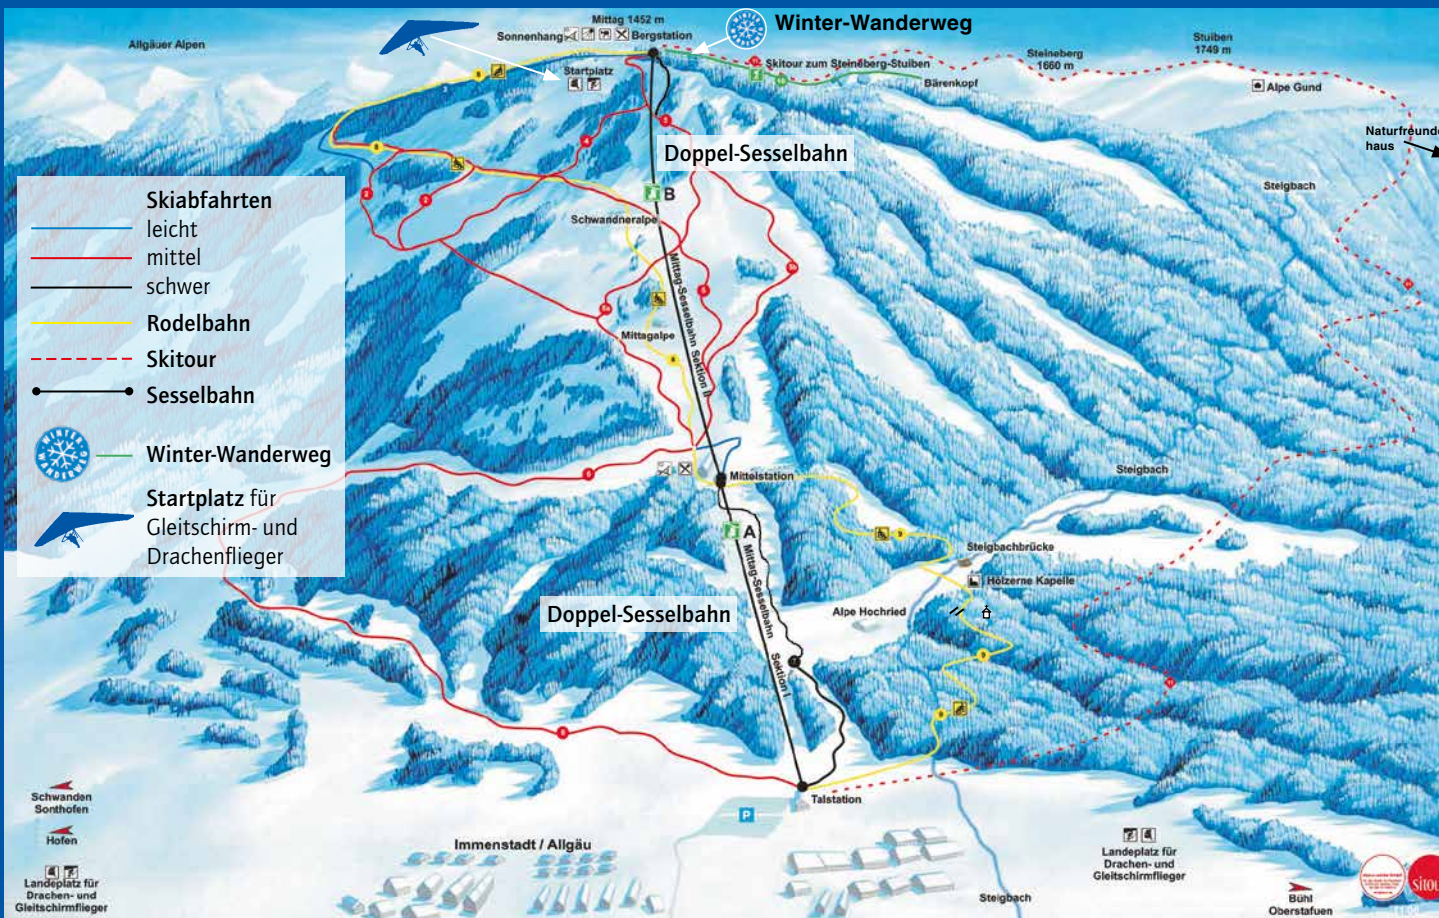 Mittag 1452 m
Winter-Wanderweg
Sonnenhang
Bergstation
Allgäuer Alpen
Stuiben
1749 m
Steineberg
1660 m
Skitour zum Steineberg-Stuiben
Startplatz
Bärenkopf
Alpe Gund
Naturfreunde
haus
Doppel-Sesselbahn
Steigbach
B
Schwandneralpe
Skiabfahrten
leicht
mittel
schwer
Rodelbahn
Skitour
Sesselbahn
Winter-Wanderweg
Startplatz für
Gleitschirm- und
Drachenflieger
Mittag-Sesselbahn Sektion II
Mittagalpe
Mittelstation
Steigbach
A
Mittag-Sesselbahn Sektion I
Steigbachbrücke
Hölzerne Kapelle
Alpe Hochried
Doppel-Sesselbahn
Talstation
P
Schwanden
Sonthofen
Hofen
Landeplatz für
Drachen- und
Gleitschirmflieger
Immenstadt / Allgäu
Steigbach
Landeplatz für
Drachen- und
Gleitschirmflieger
Bühl
Oberstaufen
sitou